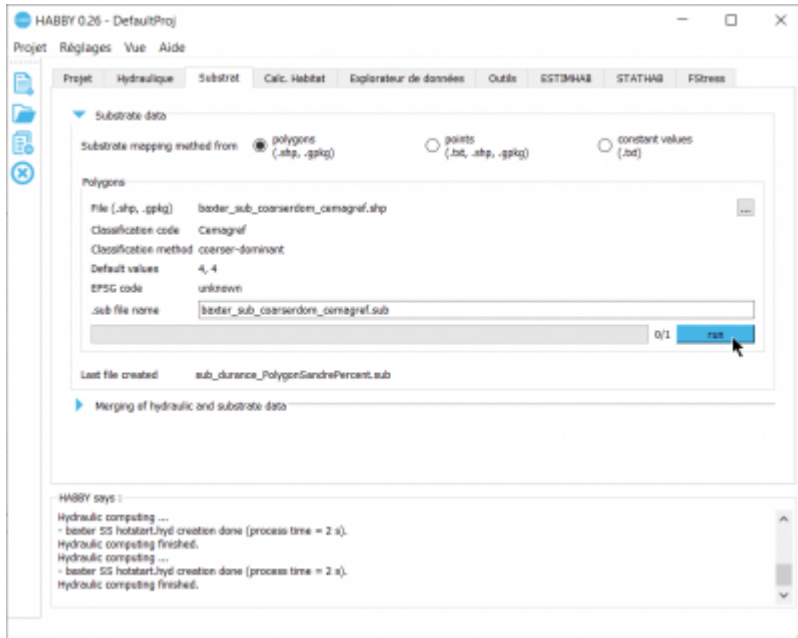 HABBY 0.26 - DefaultProj
Projet Réglages Vue Aide
Projet Hydraulique Substrat Calc. Habitat Explorateur de données Outils ESTIMHAB STATHAB FStress
Substrate data
Substrate mapping method from polygons (.shp, .gpkg) points (.txt, .shp, .gpkg) constant values (.txt)
Polygons
File (.shp, .gpkg) baxter_sub_coarserdom_cemagref.shp ...
Classification code Cemagref
Classification method coarser-dominant
Default values 4, 4
EPSG code unknown
.sub file name baxter_sub_coarserdom_cemagref.sub
0/1 run
Last file created sub_durance_PolygonSandrePercent.sub
Merging of hydraulic and substrate data
HABBY says :
Hydraulic computing ...
- baxter SS hotstart.hyd creation done (process time = 2 s).
Hydraulic computing finished.
Hydraulic computing ...
- baxter SS hotstart.hyd creation done (process time = 2 s).
Hydraulic computing finished.